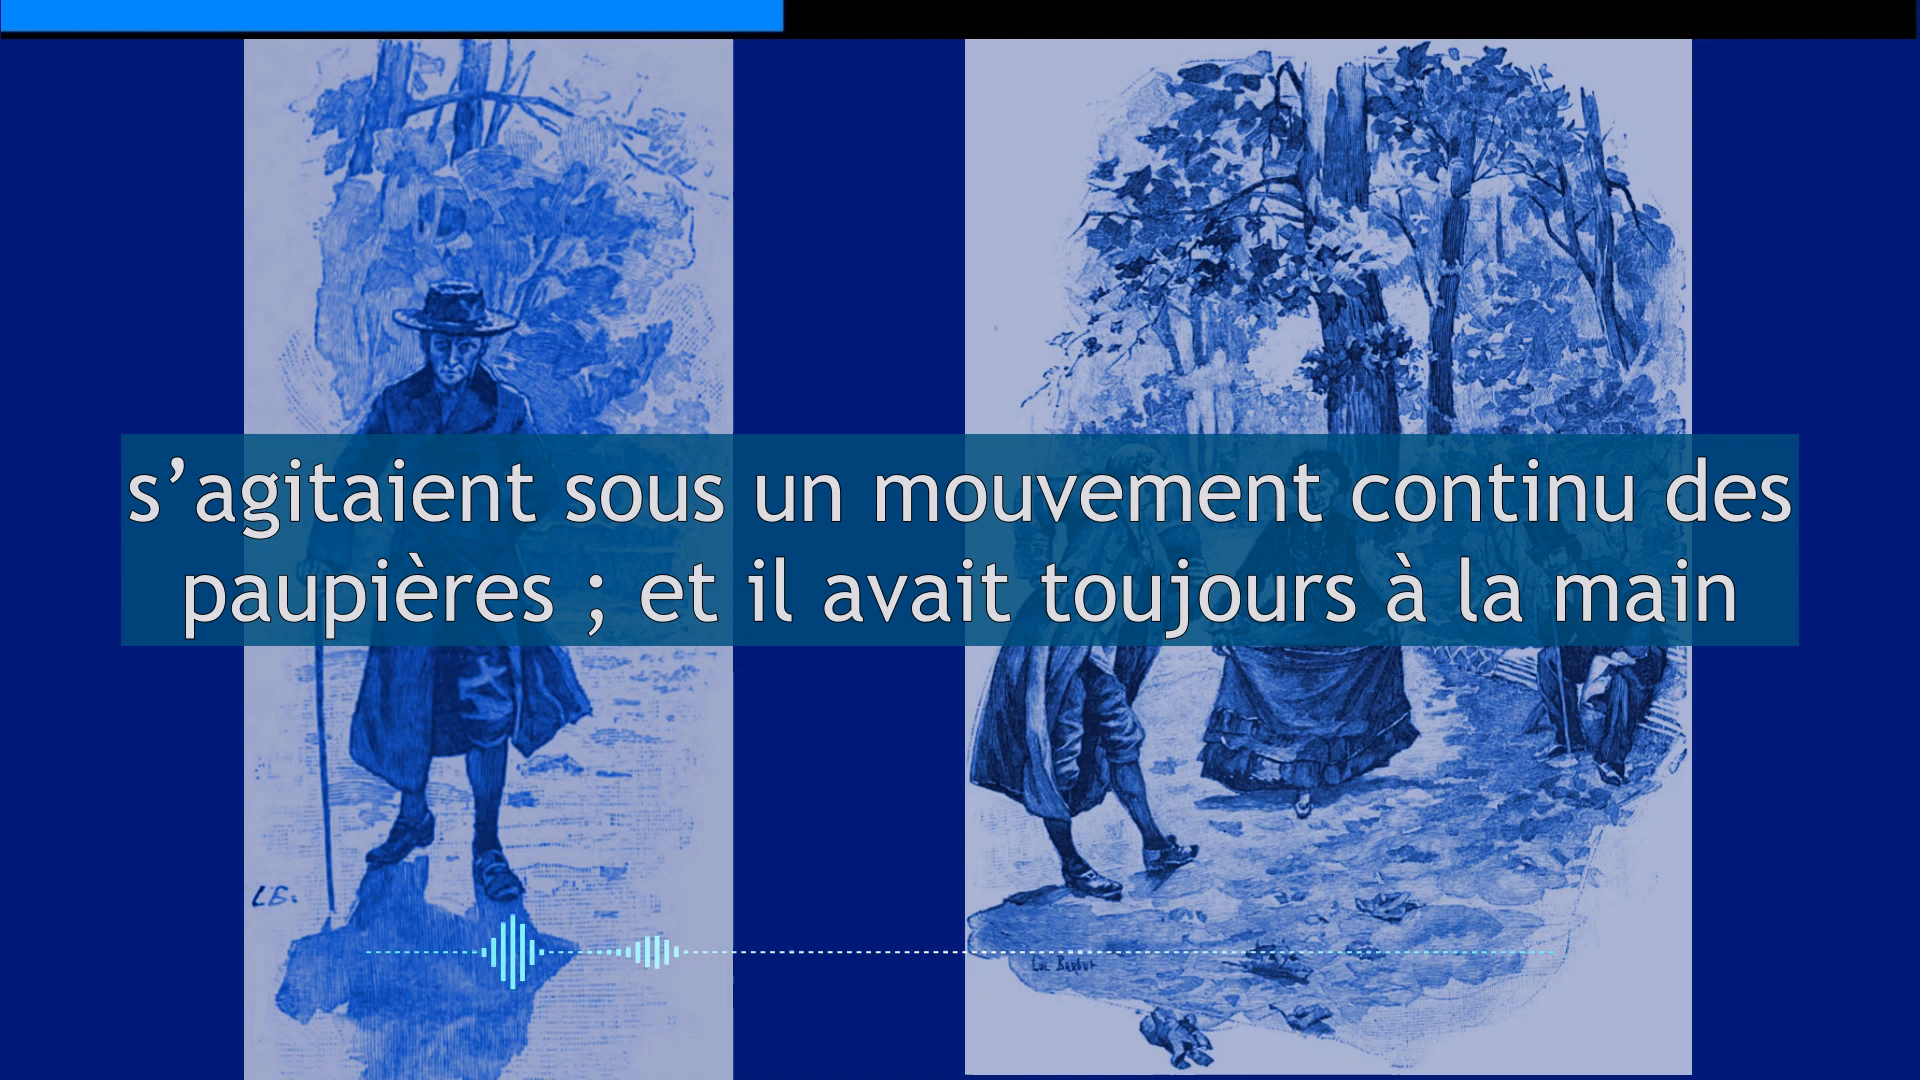 s’agitaient sous un mouvement continu des
paupières ; et il avait toujours à la main
L.B.